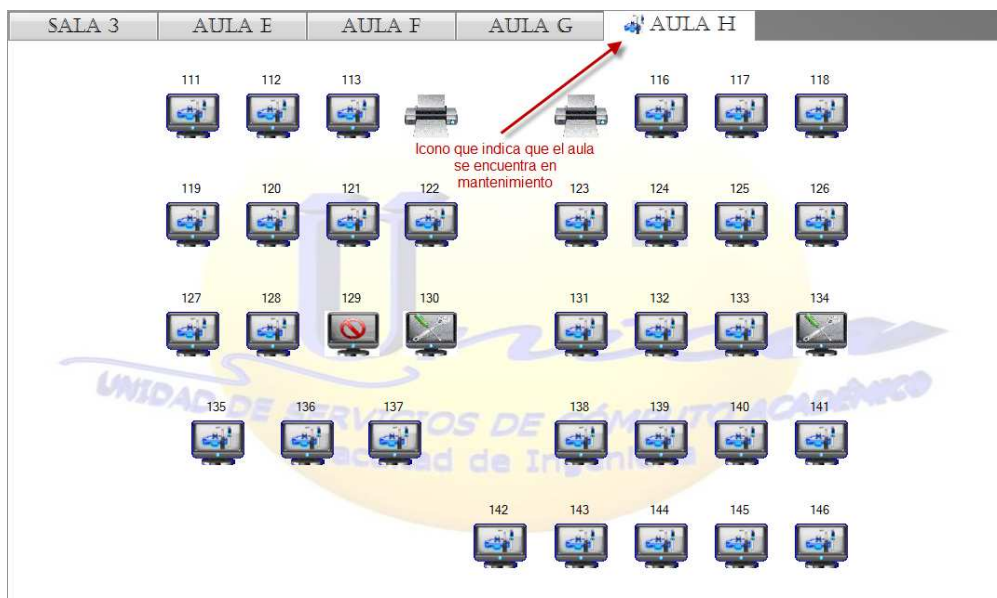 SALA 3 AULA E AULA F AULA G AULA H
111 112 113 116 117 118
Icono que indica que el aula
se encuentra en
mantenimiento
119 120 121 122 123 124 125 126
127 128 129 130 131 132 133 134
UNIDAD DE SERVICIOS DE CÓMPUTO ACADÉMICO
135 136 137 138 139 140 141
Facultad de Ingeniería
142 143 144 145 146